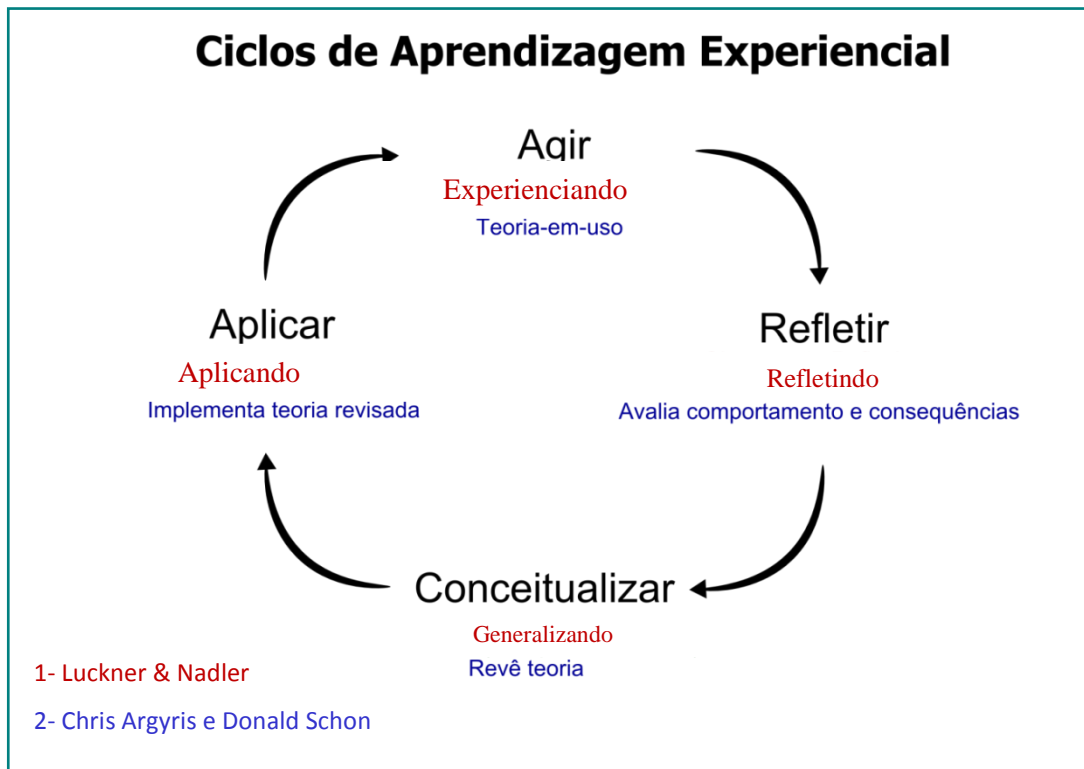 Ciclos de Aprendizagem Experiencial
Agir
Experienciando
Teoria-em-uso
Aplicar
Aplicando
Implementa teoria revisada
Refletir
Refletindo
Avalia comportamento e consequências
Conceitualizar
Generalizando
Revê teoria
1- Luckner & Nadler
2- Chris Argyris e Donald Schon